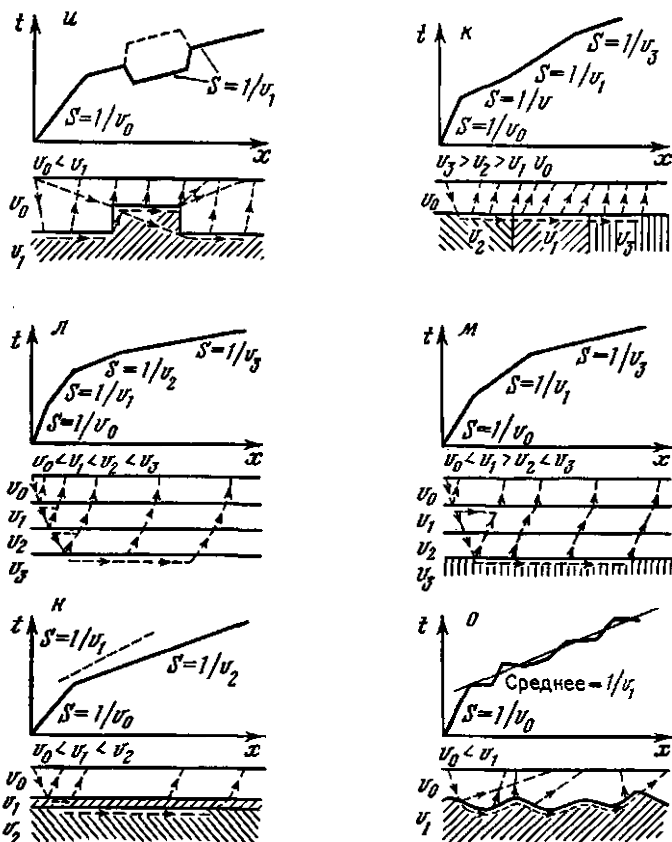 t и
S=1/v₀
S=1/v₁
x
v₀<v₁
v₀
v₁
t к
S=1/v₃
S=1/v₁
S=1/v
S=1/v₀
x
v₃>v₂>v₁ v₀
v₀
v₂ v₁ v₃
t л
S=1/v₃
S=1/v₂
S=1/v₁
S=1/v₀
x
v₀<v₁<v₂<v₃
v₀
v₁
v₂
v₃
t м
S=1/v₃
S=1/v₁
S=1/v₀
x
v₀<v₁>v₂<v₃
v₀
v₁
v₂
v₃
t н
S=1/v₁
S=1/v₂
S=1/v₀
x
v₀<v₁<v₂
v₀
v₁
v₂
t о
Среднее=1/v₁
S=1/v₀
x
v₀<v₁
v₀
v₁